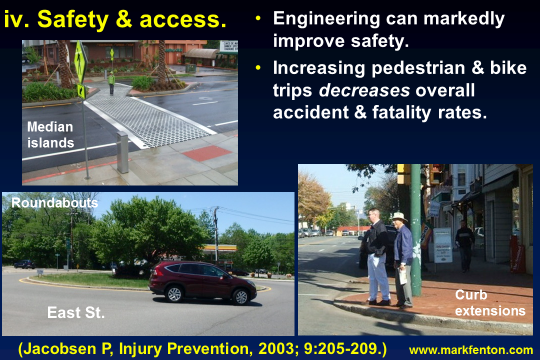 iv. Safety & access.
• Engineering can markedly
improve safety.
• Increasing pedestrian & bike
trips decreases overall
accident & fatality rates.
Median
islands
Roundabouts
East St.
Curb
extensions
(Jacobsen P, Injury Prevention, 2003; 9:205-209.)
www.markfenton.com